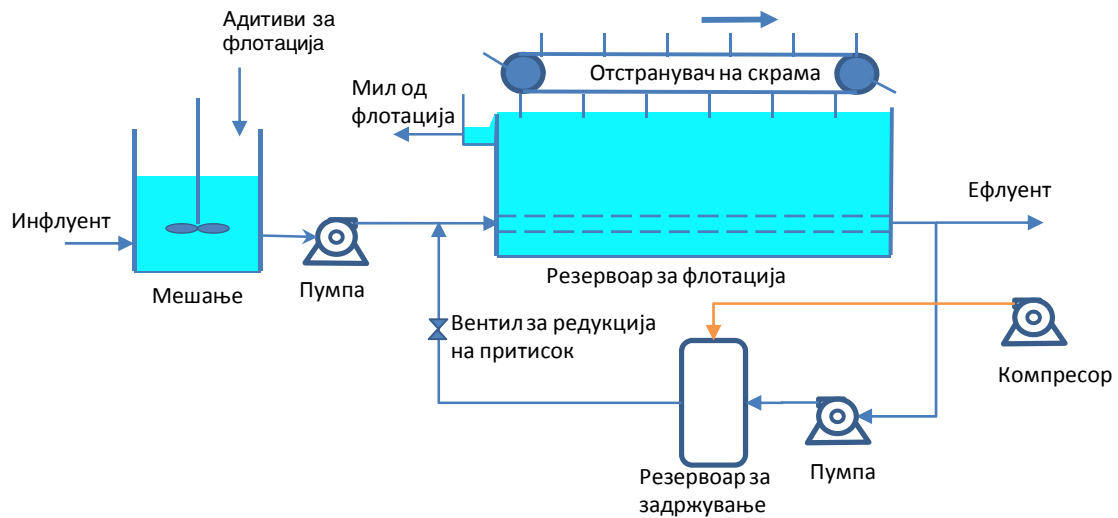 Адитиви за
флотација
Отстранувач на скрама
Мил од
флотација
Инфлуент
Ефлуент
Мешање
Пумпа
Резервоар за флотација
Вентил за редукција
на притисок
Компресор
Резервоар за
задржување
Пумпа